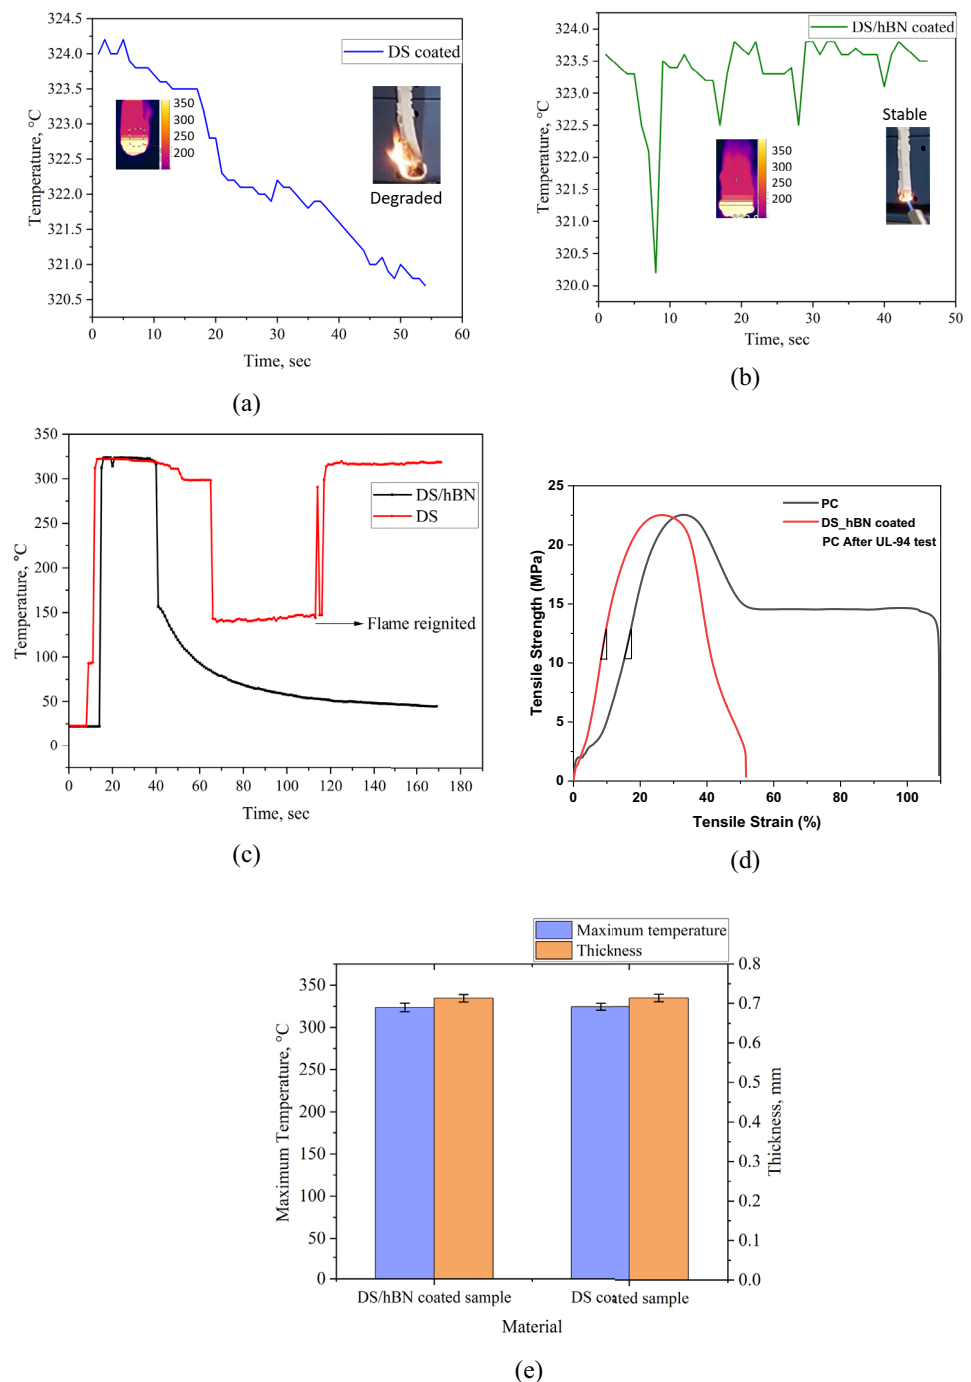 324.5
324.0
323.5
323.0
322.5
322.0
321.5
321.0
320.5
Temperature, °C
DS coated
350
300
250
200
Degraded
0 10 20 30 40 50 60
Time, sec
(a)
324.0
323.5
323.0
322.5
322.0
321.5
321.0
320.5
320.0
Temperature, °C
DS/hBN coated
Stable
350
300
250
200
0 10 20 30 40 50
Time, sec
(b)
350
300
250
200
150
100
50
0
Temperature, °C
DS/hBN
DS
Flame reignited
0 20 40 60 80 100 120 140 160 180
Time, sec
(c)
25
20
15
10
5
0
Tensile Strength (MPa)
PC
DS_hBN coated
PC After UL-94 test
0 20 40 60 80 100
Tensile Strain (%)
(d)
Maximum temperature
Thickness
350
300
250
200
150
100
50
0
Maximum Temperature, °C
0.8
0.7
0.6
0.5
0.4
0.3
0.2
0.1
0.0
Thickness, mm
DS/hBN coated sample DS coated sample
Material
(e)